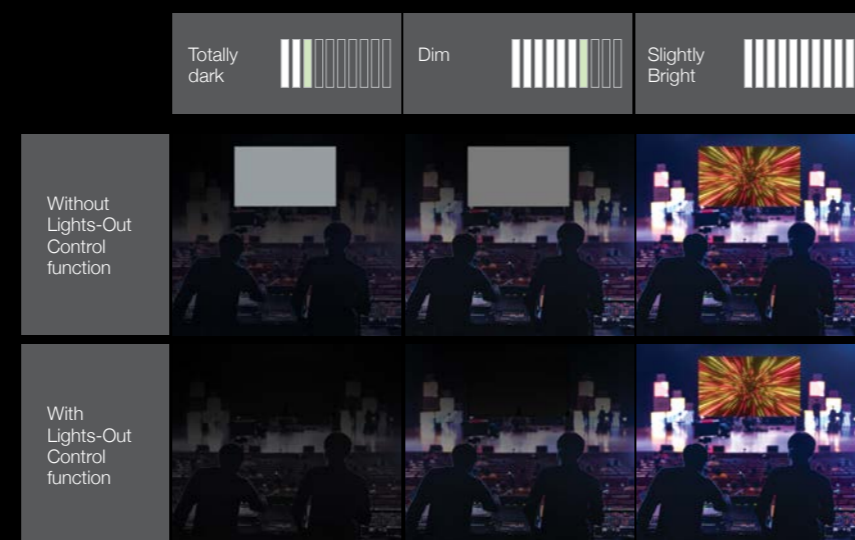 Totally
dark
Dim
Slightly
Bright
Without
Lights-Out
Control
function
With
Lights-Out
Control
function